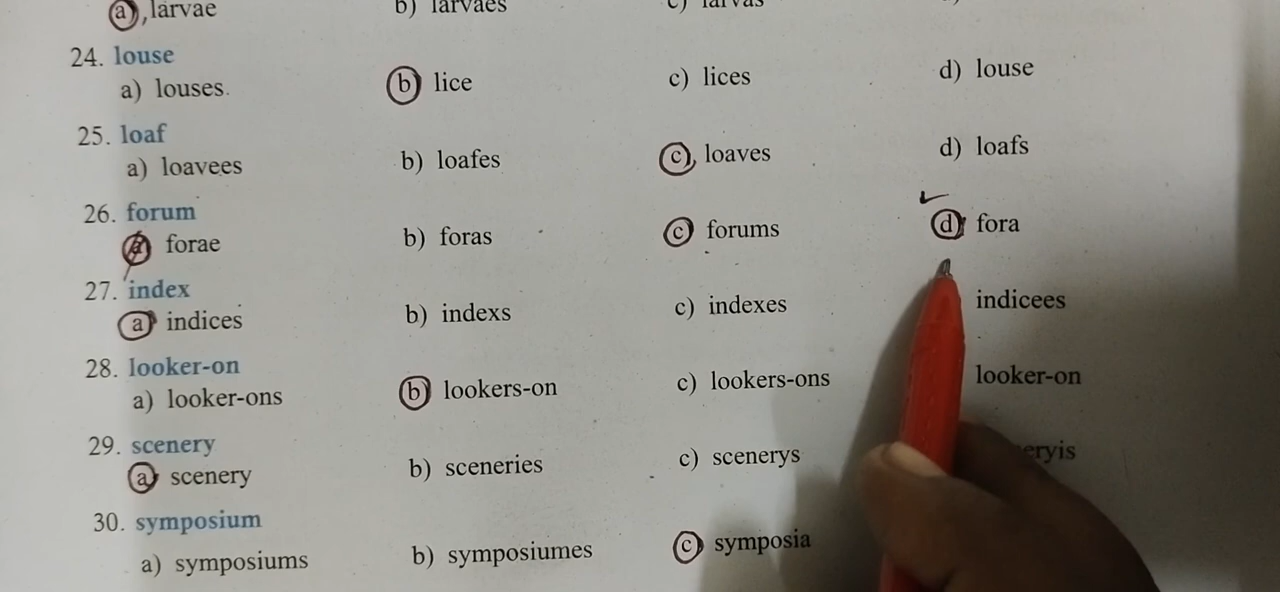 a) larvae b) larvaes c) larvas
24. louse
a) louses. b) lice c) lices d) louse
25. loaf
a) loavees b) loafes c) loaves d) loafs
26. forum
forae b) foras c) forums d) fora
27. index
a) indices b) indexs c) indexes indicees
28. looker-on
a) looker-ons b) lookers-on c) lookers-ons looker-on
29. scenery
a) scenery b) sceneries c) scenerys
30. symposium
a) symposiums b) symposiumes c) symposia